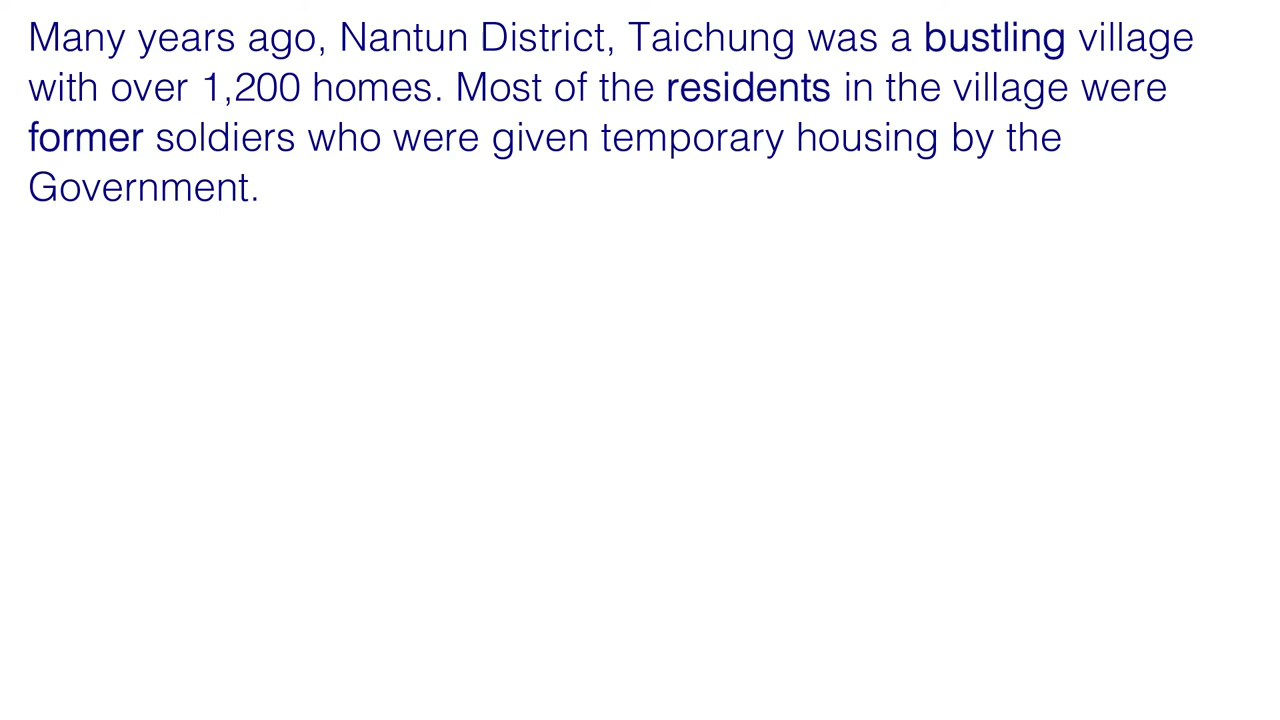 Many years ago, Nantun District, Taichung was a bustling village
with over 1,200 homes. Most of the residents in the village were
former soldiers who were given temporary housing by the
Government.